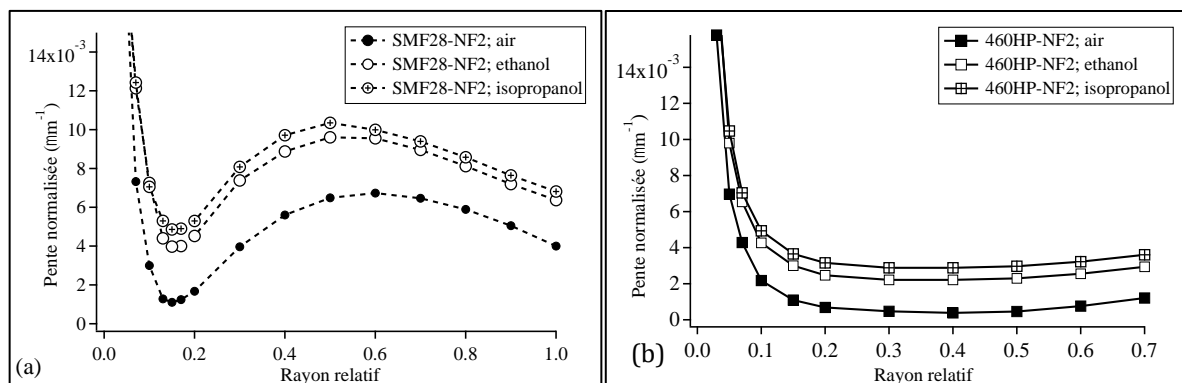 14x10⁻³
12
10
8
6
4
2
0
Pente normalisée (mm⁻¹)
SMF28-NF2; air
SMF28-NF2; ethanol
SMF28-NF2; isopropanol
0.0 0.2 0.4 0.6 0.8 1.0
Rayon relatif
(a)
14x10⁻³
12
10
8
6
4
2
0
Pente normalisée (mm⁻¹)
460HP-NF2; air
460HP-NF2; ethanol
460HP-NF2; isopropanol
0.0 0.1 0.2 0.3 0.4 0.5 0.6 0.7
Rayon relatif
(b)